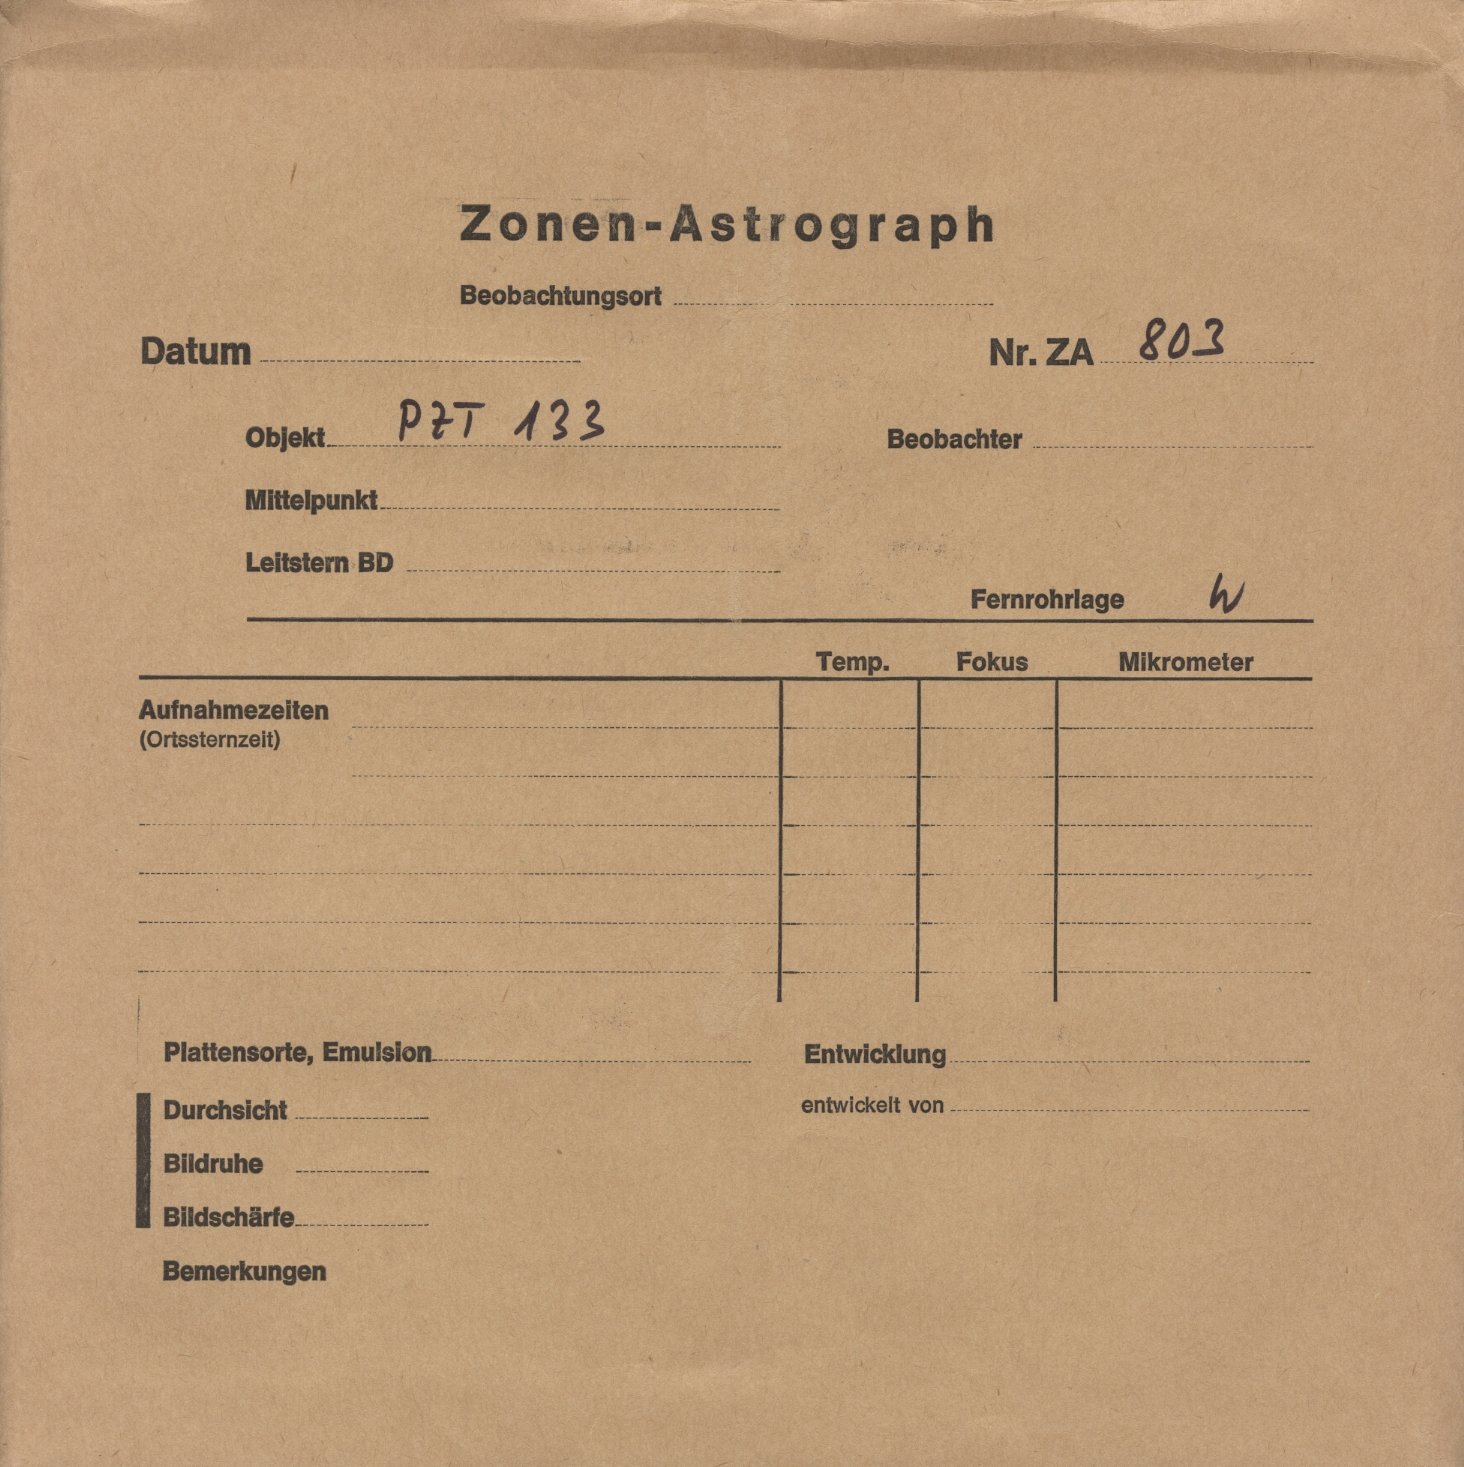 Zonen-Astrograph
Beobachtungsort
Datum Nr. ZA 803
Objekt PZT 133 Beobachter
Mittelpunkt
Leitstern BD
Fernrohrlage W
Temp. Fokus Mikrometer
Aufnahmezeiten
(Ortssternzeit)
Plattensorte, Emulsion Entwicklung
Durchsicht entwickelt von
Bildruhe
Bildschärfe
Bemerkungen